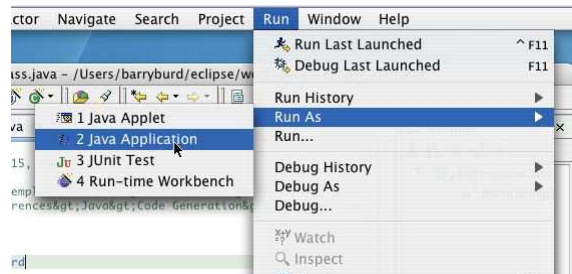 ctor Navigate Search Project Run Window Help
Run Last Launched ^ F11
Debug Last Launched F11
ass.java - /Users/barryburd/eclipse/w
Run History
Run As
Run...
Debug History
Debug As
Debug...
Watch
Inspect
va
1 Java Applet
2 Java Application
Ju 3 JUnit Test
4 Run-time Workbench
15,
empl
rences&gt;Java&gt;Code Generation&
rd